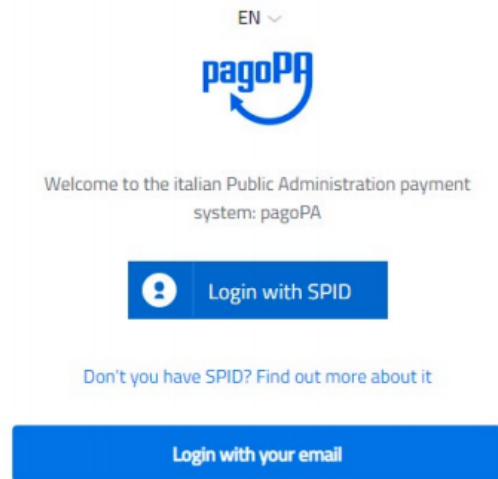 EN
pagoPA
Welcome to the italian Public Administration payment
system: pagoPA
Login with SPID
Don't you have SPID? Find out more about it
Login with your email